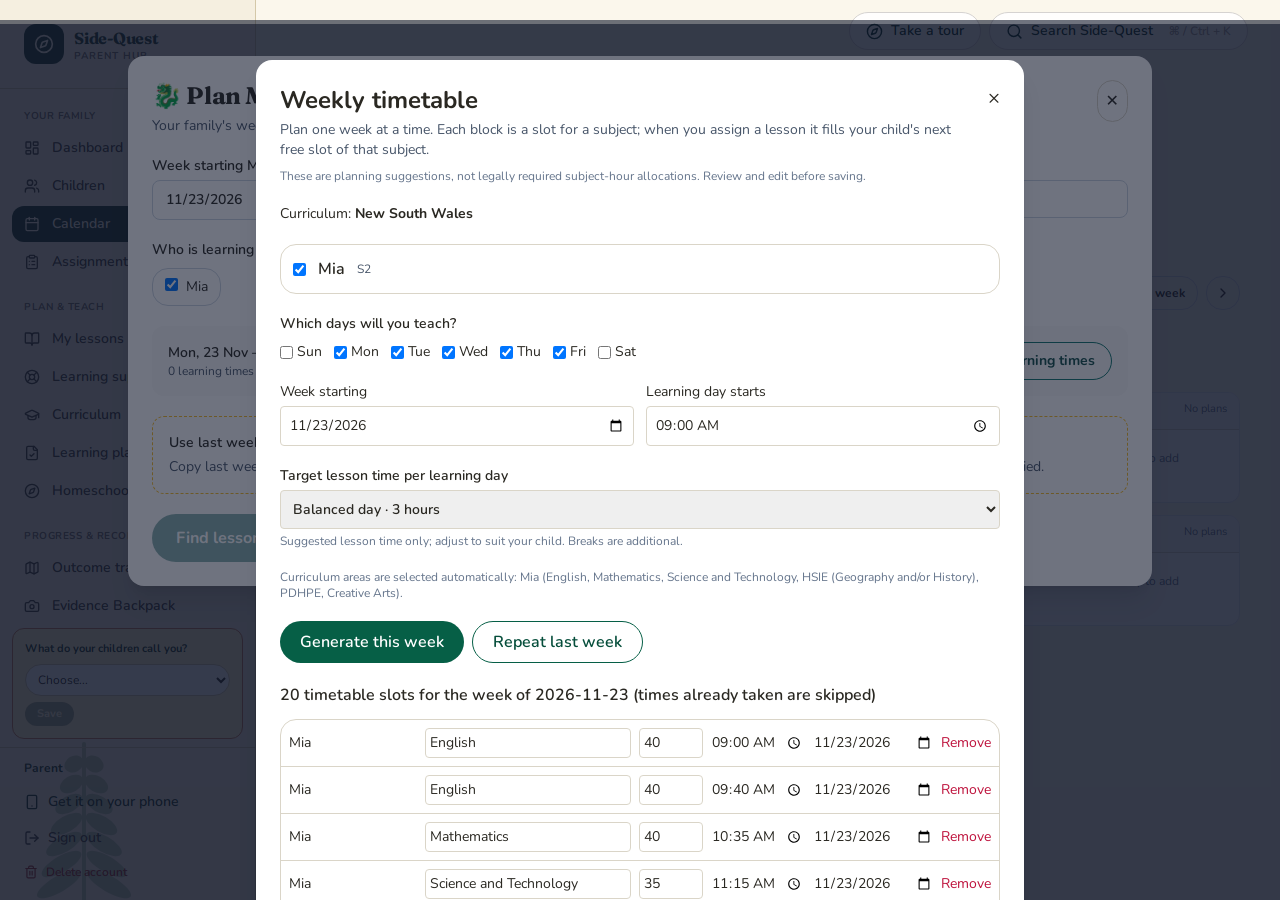 Side-Quest
PARENT HUB
Take a tour
Search Side-Quest ⌘ / Ctrl + K
YOUR FAMILY
Dashboard
Children
Calendar
Assignment
PLAN & TEACH
My lessons
Learning su
Curriculum
Learning pla
Homeschoo
PROGRESS & RECO
Outcome tra
Evidence Backpack
What do your children call you?
Choose...
Save
Parent
Get it on your phone
Sign out
Delete account
Plan M
Your family's we
Week starting M
11/23/2026
Who is learning
Mia
Mon, 23 Nov –
0 learning times
rning times
Use last week
Copy last wee
ied.
Find lesson
week
No plans
to add
No plans
to add
Weekly timetable
Plan one week at a time. Each block is a slot for a subject; when you assign a lesson it fills your child's next
free slot of that subject.
These are planning suggestions, not legally required subject-hour allocations. Review and edit before saving.
Curriculum: New South Wales
Mia S2
Which days will you teach?
Sun Mon Tue Wed Thu Fri Sat
Week starting
11/23/2026
Learning day starts
09:00 AM
Target lesson time per learning day
Balanced day · 3 hours
Suggested lesson time only; adjust to suit your child. Breaks are additional.
Curriculum areas are selected automatically: Mia (English, Mathematics, Science and Technology, HSIE (Geography and/or History),
PDHPE, Creative Arts).
Generate this week
Repeat last week
20 timetable slots for the week of 2026-11-23 (times already taken are skipped)
Mia English 40 09:00 AM 11/23/2026 Remove
Mia English 40 09:40 AM 11/23/2026 Remove
Mia Mathematics 40 10:35 AM 11/23/2026 Remove
Mia Science and Technology 35 11:15 AM 11/23/2026 Remove